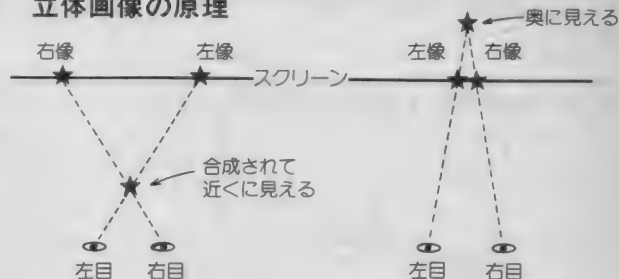 立体画像の原理
奥に見える
右像
左像
左像
右像
スクリーン
合成されて
近くに見える
左目
右目
左目
右目